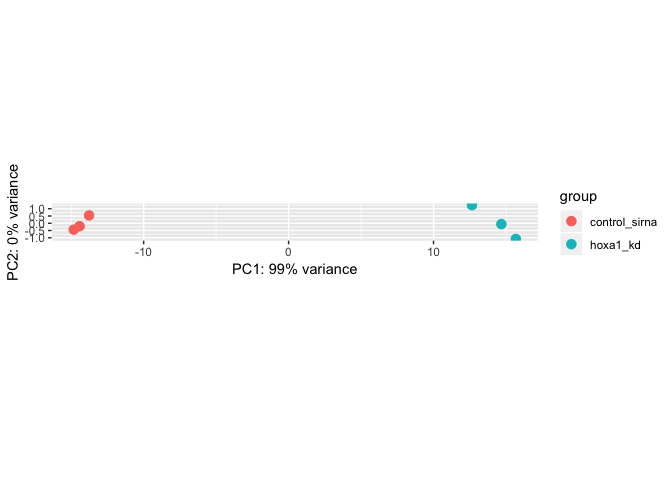 PC2: 0% variance
1.0
0.5
0.0
-0.5
-1.0
-10
0
10
PC1: 99% variance
group
control_sirna
hoxa1_kd